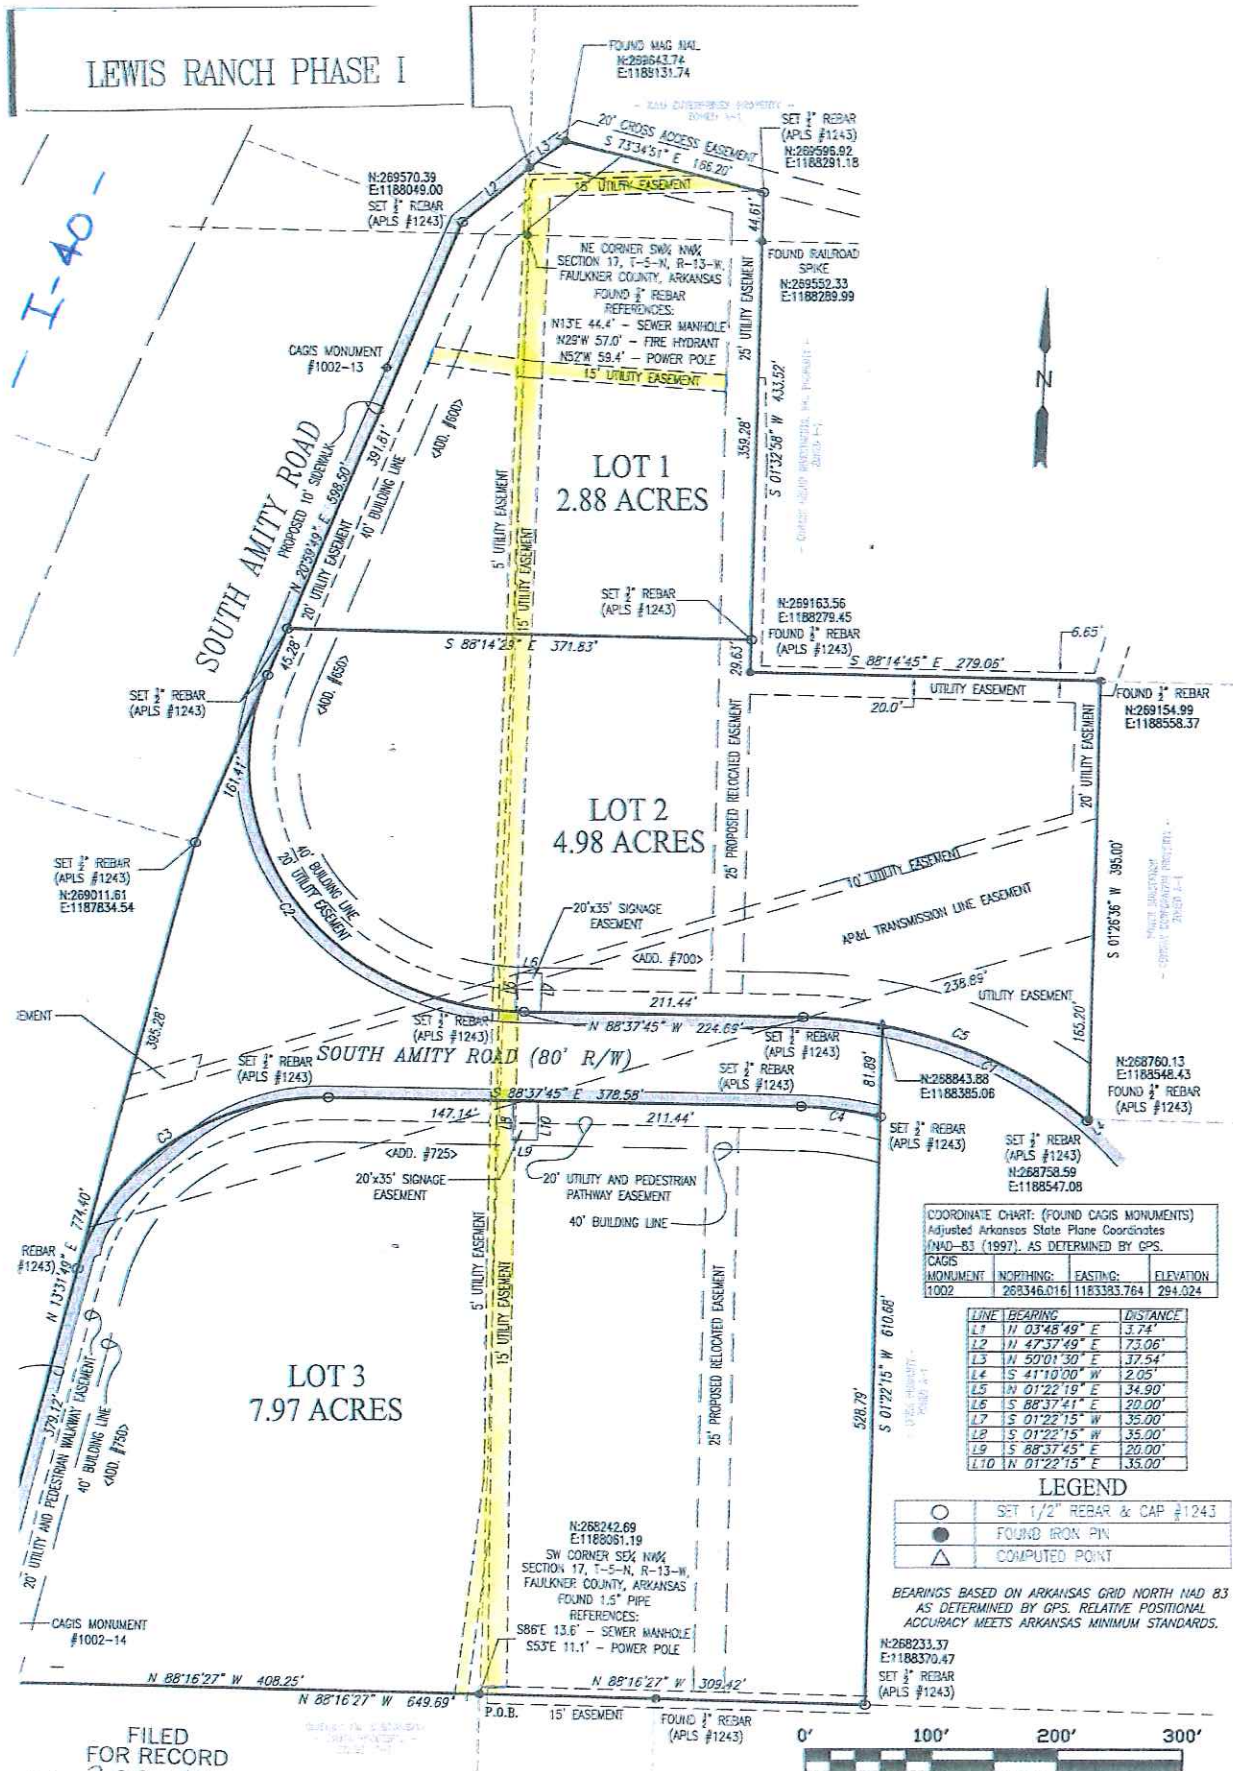 LEWIS RANCH PHASE I
FOUND MAG NAIL
N:269643.74
E:1188131.74
20' CROSS ACCESS EASEMENT
S 73°34'51" E 166.20'
SET ½" REBAR
(APLS #1243)
N:269596.92
E:1188291.18
N:269570.39
E:1188049.00
SET ½" REBAR
(APLS #1243)
L2
L3
15' UTILITY EASEMENT
44.61'
- I-40 -
NE CORNER SW¼ NW¼
SECTION 17, T-5-N, R-13-W,
FAULKNER COUNTY, ARKANSAS
FOUND ½" REBAR
REFERENCES:
N13°E 44.4' - SEWER MANHOLE
N29°W 57.0' - FIRE HYDRANT
N52°W 59.4' - POWER POLE
15' UTILITY EASEMENT
25' UTILITY EASEMENT
FOUND RAILROAD
SPIKE
N:269552.33
E:1188289.99
CAGIS MONUMENT
#1002-13
N
SOUTH AMITY ROAD
PROPOSED 10' SIDEWALK
N 20°59'49" E 598.50'
391.81'
20' UTILITY EASEMENT
40' BUILDING LINE
<ADD. #600>
5' UTILITY EASEMENT
15' UTILITY EASEMENT
LOT 1
2.88 ACRES
359.28'
S 01°32'58" W 433.52'
SET ½" REBAR
(APLS #1243)
N:269163.56
E:1188279.45
FOUND ½" REBAR
(APLS #1243)
S 88°14'29" E 371.83'
45.28'
29.63'
6.65'
S 88°14'45" E 279.06'
UTILITY EASEMENT
20.0'
FOUND ½" REBAR
N:269154.99
E:1188558.37
SET ½" REBAR
(APLS #1243)
<ADD. #650>
161.41'
25' PROPOSED RELOCATED EASEMENT
20' UTILITY EASEMENT
LOT 2
4.98 ACRES
SET ½" REBAR
(APLS #1243)
N:269011.61
E:1187834.54
40' BUILDING LINE
20' UTILITY EASEMENT
C2
10' UTILITY EASEMENT
AP&L TRANSMISSION LINE EASEMENT
S 01°26'36" W 395.00'
20'x35' SIGNAGE
EASEMENT
L6
L5
L7
<ADD. #700>
238.89'
UTILITY EASEMENT
165.20'
211.44'
EMENT
395.28'
SET ½" REBAR
(APLS #1243)
N 88°37'45" W 224.69'
SET ½" REBAR
(APLS #1243)
C5
C1
SOUTH AMITY ROAD (80' R/W)
SET ½" REBAR
(APLS #1243)
SET ½" REBAR
(APLS #1243)
81.89'
N:268843.88
E:1188385.06
N:268760.13
E:1188548.43
FOUND ½" REBAR
(APLS #1243)
S 88°37'45" E 378.58'
147.14'
L8
L10
211.44'
C4
L4
C3
<ADD. #725>
L9
SET ½" REBAR
(APLS #1243)
SET ½" REBAR
(APLS #1243)
N:268758.59
E:1188547.08
20'x35' SIGNAGE
EASEMENT
20' UTILITY AND PEDESTRIAN
PATHWAY EASEMENT
40' BUILDING LINE
REBAR
#1243)
N 13°31'49" E 774.40'
5' UTILITY EASEMENT
15' UTILITY EASEMENT
25' PROPOSED RELOCATED EASEMENT
COORDINATE CHART: (FOUND CAGIS MONUMENTS)
Adjusted Arkansas State Plane Coordinates
(NAD-83 (1997). AS DETERMINED BY GPS.
CAGIS
MONUMENT NORTHING: EASTING: ELEVATION
1002 268346.016 1183383.764 294.024
LINE BEARING DISTANCE
L1 N 03°48'49" E 3.74'
L2 N 47°37'49" E 73.06'
L3 N 50°01'30" E 37.54'
L4 S 41°10'00" W 2.05'
L5 N 01°22'19" E 34.90'
L6 S 88°37'41" E 20.00'
L7 S 01°22'15" W 35.00'
L8 S 01°22'15" W 35.00'
L9 S 88°37'45" E 20.00'
L10 N 01°22'15" E 35.00'
LOT 3
7.97 ACRES
379.12'
20' UTILITY AND PEDESTRIAN WALKWAY EASEMENT
40' BUILDING LINE
<ADD. #750>
528.79'
S 01°22'15" W 610.68'
LEGEND
SET 1/2" REBAR & CAP #1243
FOUND IRON PIN
COMPUTED POINT
N:268242.69
E:1188061.19
SW CORNER SE¼ NW¼
SECTION 17, T-5-N, R-13-W,
FAULKNER COUNTY, ARKANSAS
FOUND 1.5" PIPE
REFERENCES:
S86°E 13.6' - SEWER MANHOLE
S53°E 11.1' - POWER POLE
BEARINGS BASED ON ARKANSAS GRID NORTH NAD 83
AS DETERMINED BY GPS. RELATIVE POSITIONAL
ACCURACY MEETS ARKANSAS MINIMUM STANDARDS.
CAGIS MONUMENT
#1002-14
N:268233.37
E:1188370.47
SET ½" REBAR
(APLS #1243)
N 88°16'27" W 408.25'
N 88°16'27" W 649.69'
N 88°16'27" W 309.42'
P.O.B.
15' EASEMENT
FOUND ½" REBAR
(APLS #1243)
FILED
FOR RECORD
0' 100' 200' 300'